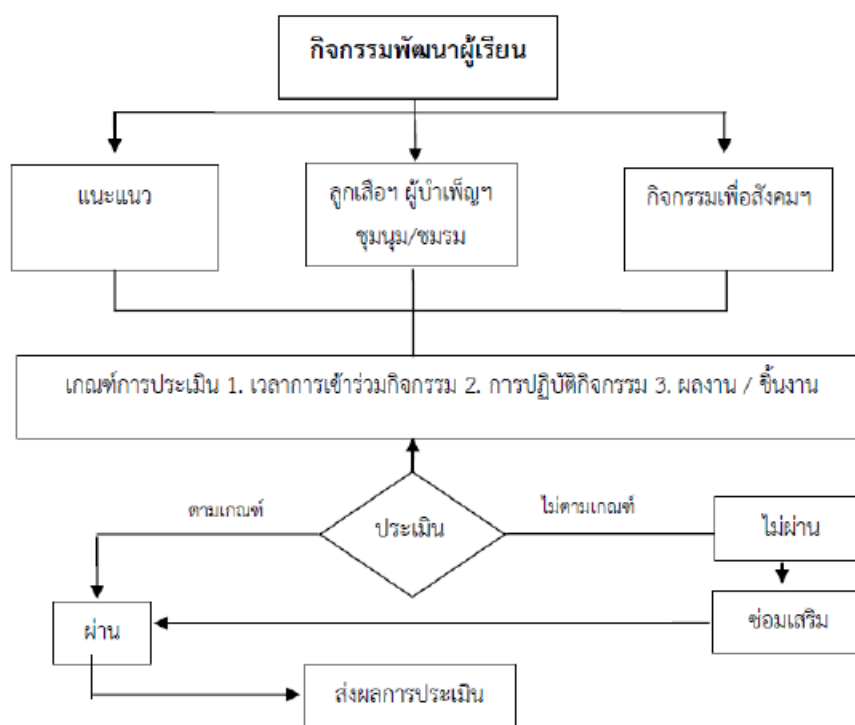 กิจกรรมพัฒนาผู้เรียน
แนะแนว
ลูกเสือฯ ผู้บำเพ็ญฯ
ชุมนุม/ชมรม
กิจกรรมเพื่อสังคมฯ
เกณฑ์การประเมิน 1. เวลาการเข้าร่วมกิจกรรม 2. การปฏิบัติกิจกรรม 3. ผลงาน / ชิ้นงาน
ตามเกณฑ์
ประเมิน
ไม่ตามเกณฑ์
ไม่ผ่าน
ผ่าน
ซ่อมเสริม
ส่งผลการประเมิน